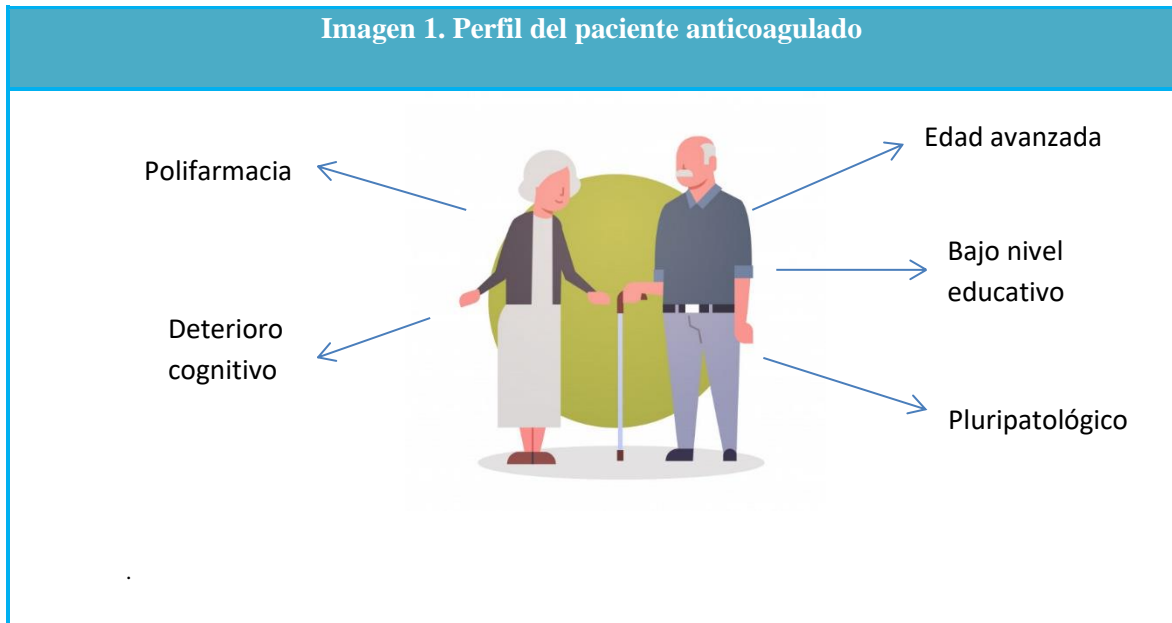 Imagen 1. Perfil del paciente anticoagulado
Polifarmacia
Deterioro
cognitivo
Edad avanzada
Bajo nivel
educativo
Pluripatológico
.